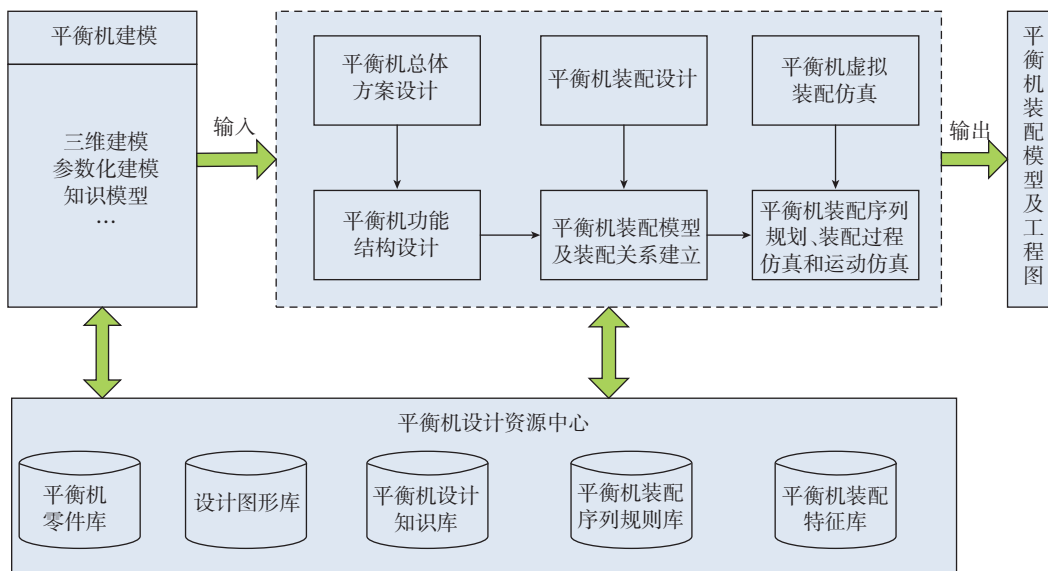 平衡机建模
三维建模
参数化建模
知识模型
…
输入
平衡机总体
方案设计
平衡机装配设计
平衡机虚拟
装配仿真
平衡机功能
结构设计
平衡机装配模型
及装配关系建立
平衡机装配序列
规划、装配过程
仿真和运动仿真
输出
平衡机装配模型及工程图
平衡机设计资源中心
平衡机
零件库
设计图形库
平衡机设计
知识库
平衡机装配
序列规则库
平衡机装配
特征库